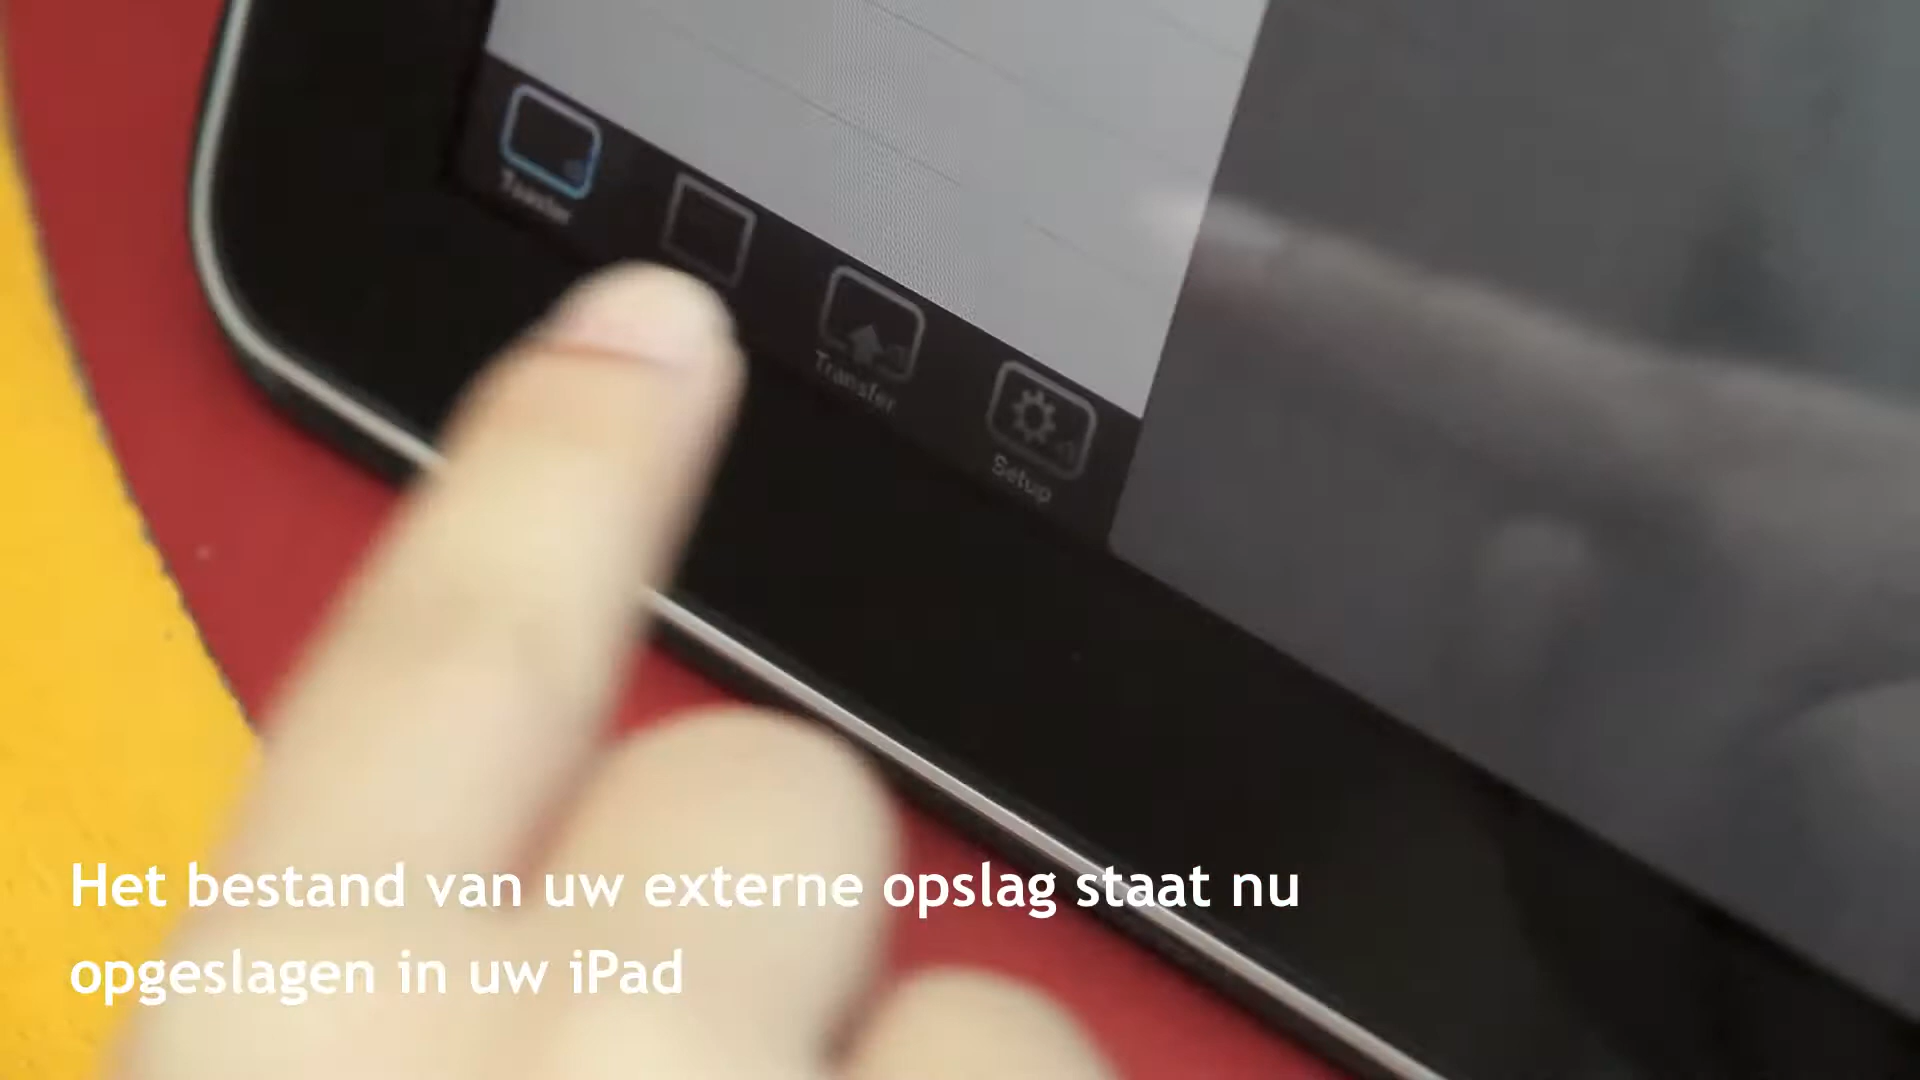 Transfer
Setup
Het bestand van uw externe opslag staat nu
opgeslagen in uw iPad